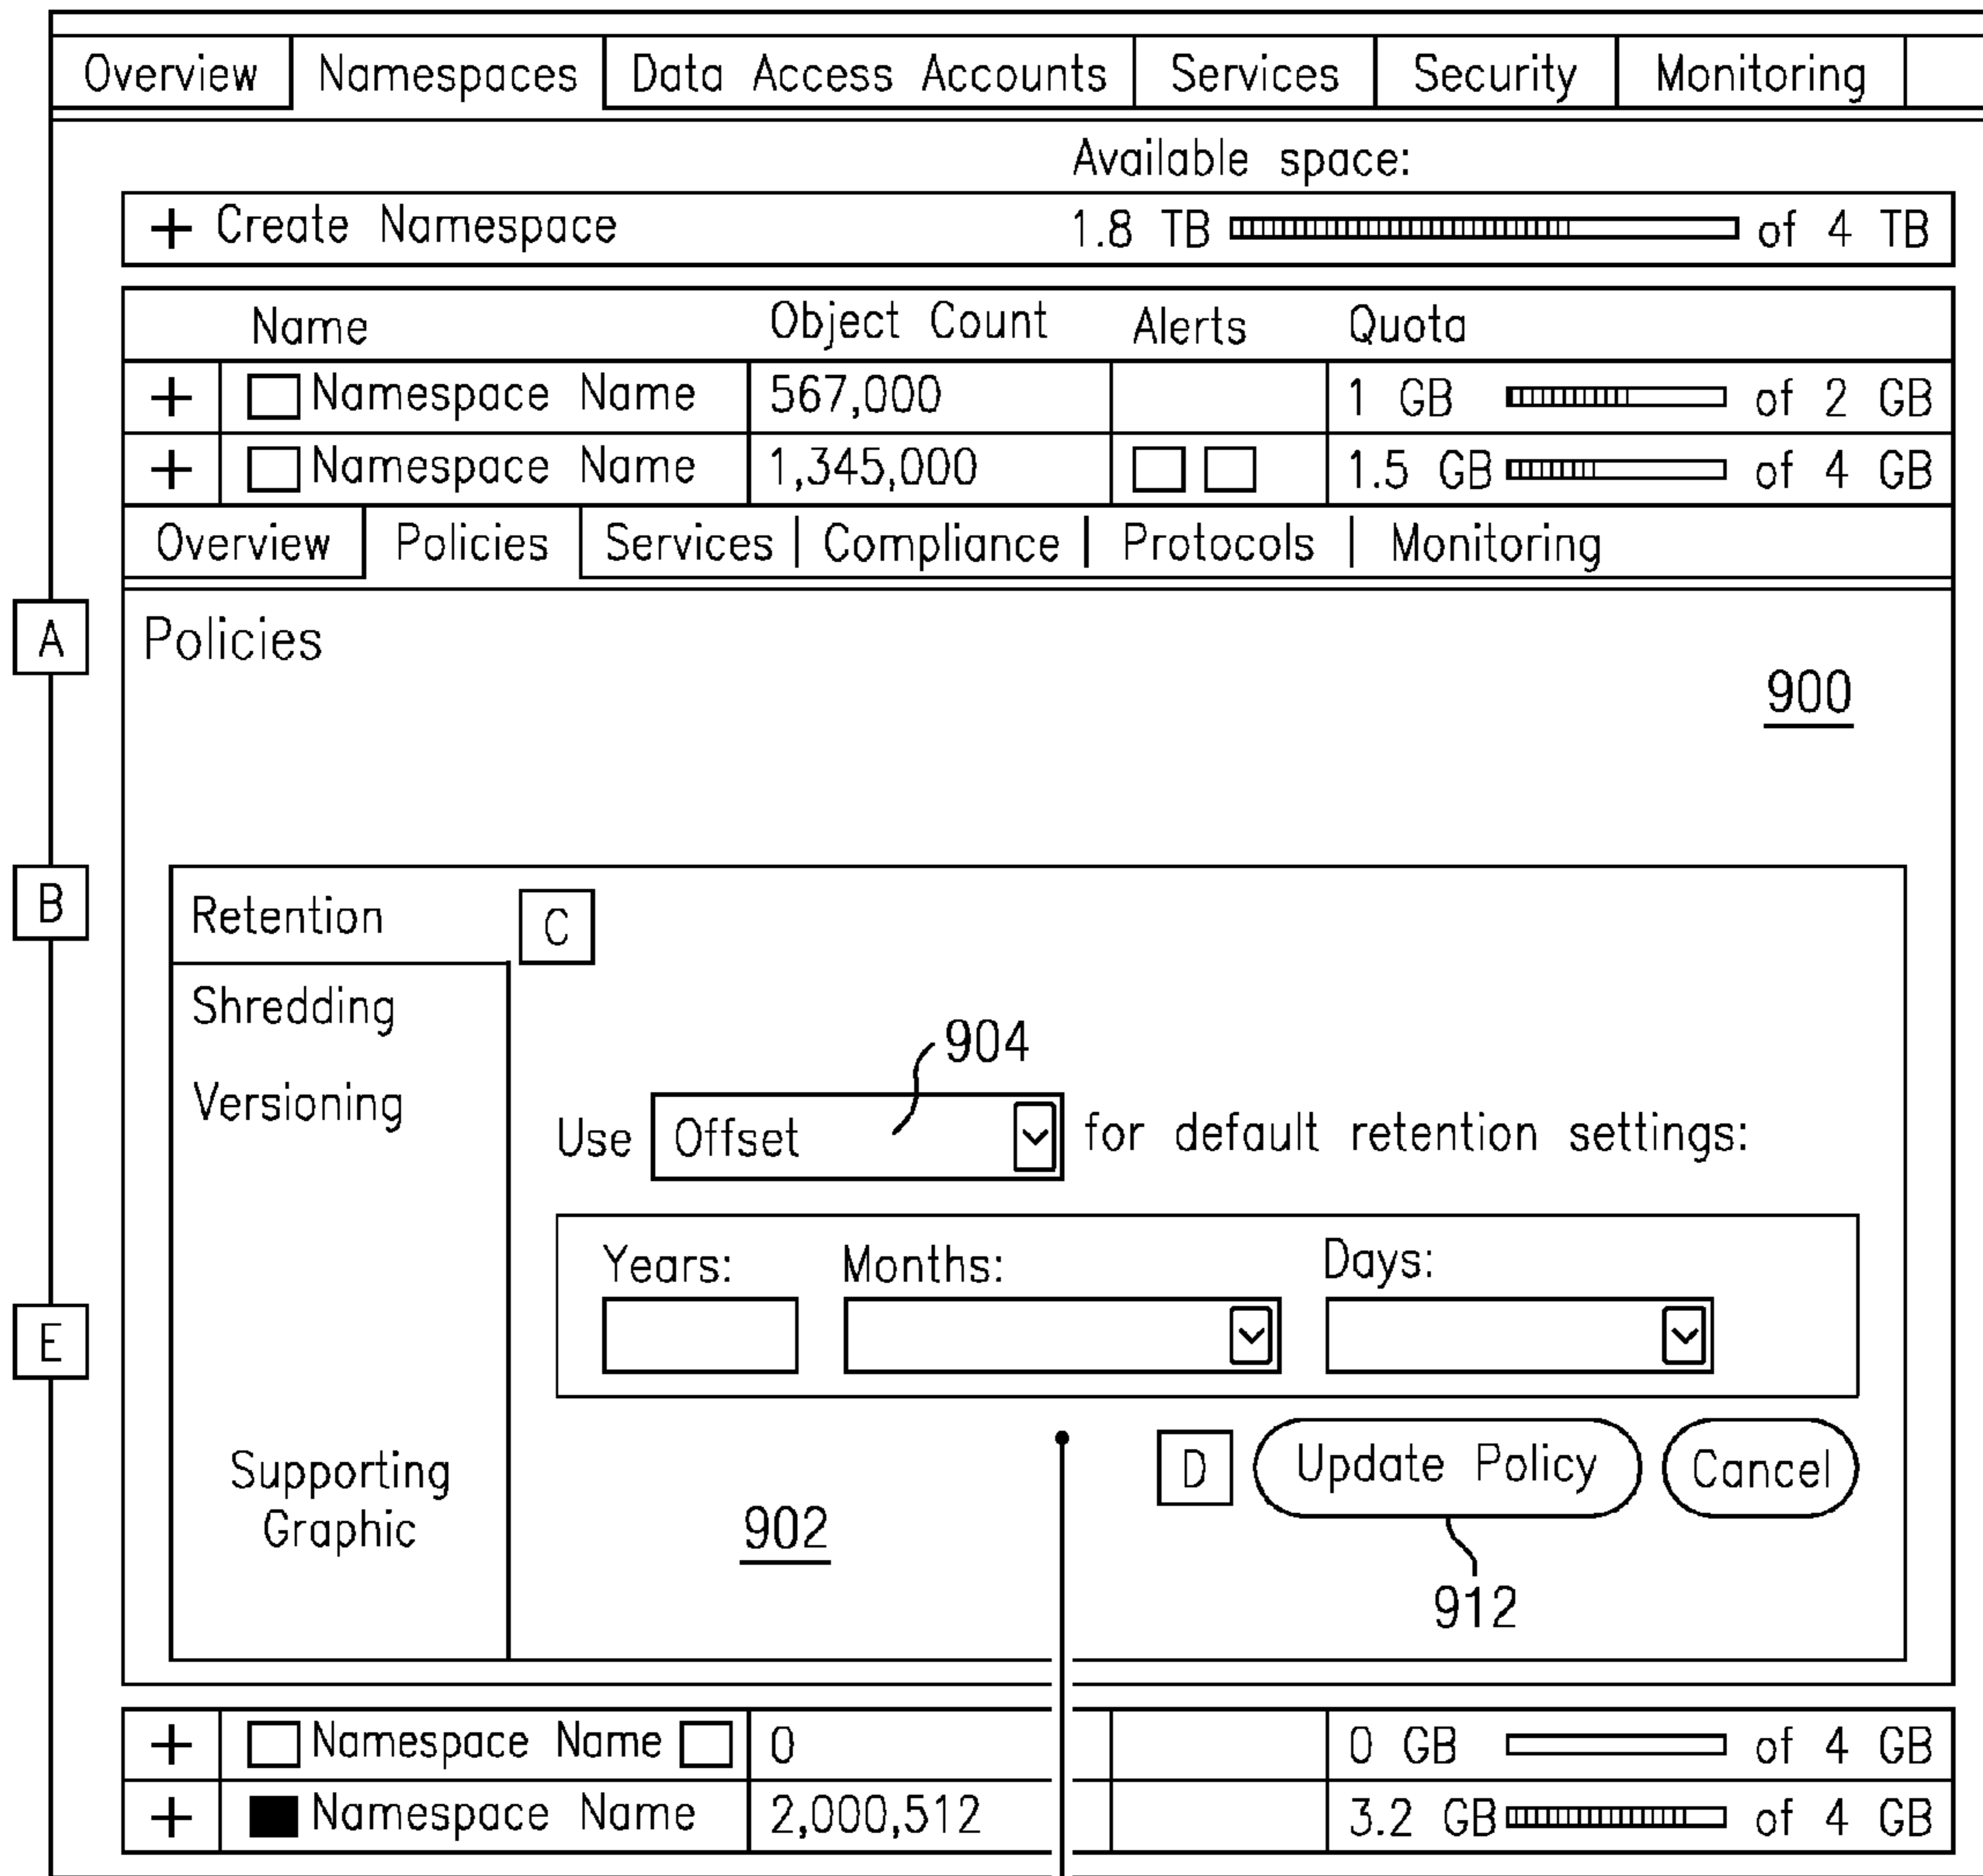 Overview Namespaces Data Access Accounts Services Security Monitoring
Available space:
+ Create Namespace 1.8 TB of 4 TB
Name Object Count Alerts Quota
+ Namespace Name 567,000 1 GB of 2 GB
+ Namespace Name 1,345,000 1.5 GB of 4 GB
Overview Policies Services | Compliance | Protocols | Monitoring
A Policies
900
B Retention C
Shredding
904
Versioning
Use Offset for default retention settings:
Years: Months: Days:
E
D Update Policy Cancel
Supporting
Graphic
902
912
+ Namespace Name 0 0 GB of 4 GB
+ Namespace Name 2,000,512 3.2 GB of 4 GB